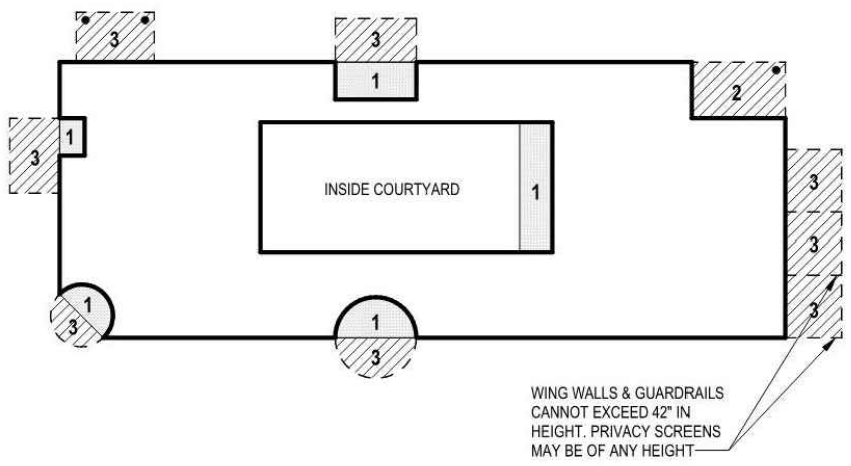 3
3
1
2
1
3
3
INSIDE COURTYARD
1
3
1
1
3
3
3
WING WALLS & GUARDRAILS
CANNOT EXCEED 42" IN
HEIGHT. PRIVACY SCREENS
MAY BE OF ANY HEIGHT